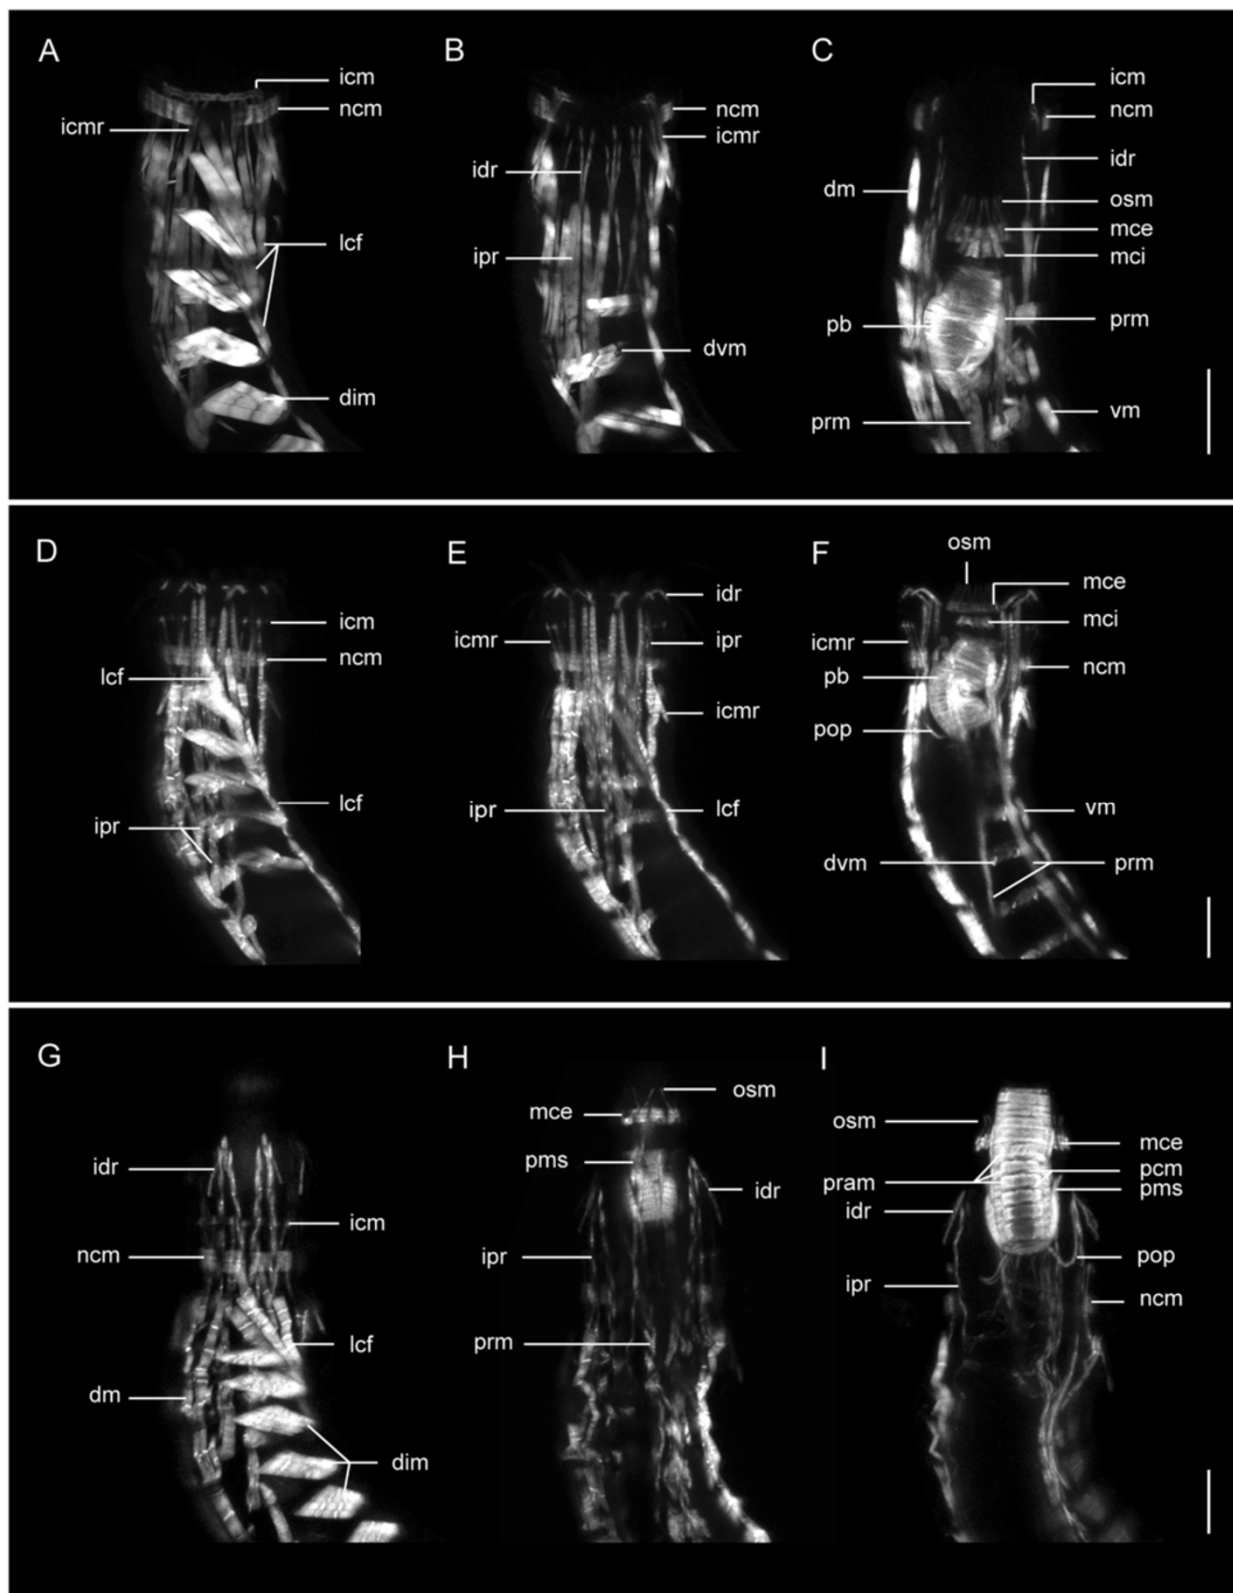 A
icm
ncm
icmr
lcf
dim
B
ncm
icmr
idr
ipr
dvm
C
icm
ncm
idr
dm
osm
mce
mci
pb
prm
vm
prm
D
icm
ncm
lcf
lcf
ipr
E
idr
icmr
ipr
icmr
ipr
lcf
F
osm
mce
mci
icmr
ncm
pb
pop
vm
dvm
prm
G
idr
icm
ncm
lcf
dm
dim
H
osm
mce
pms
idr
ipr
prm
I
osm
mce
pcm
pram
pms
idr
pop
ipr
ncm